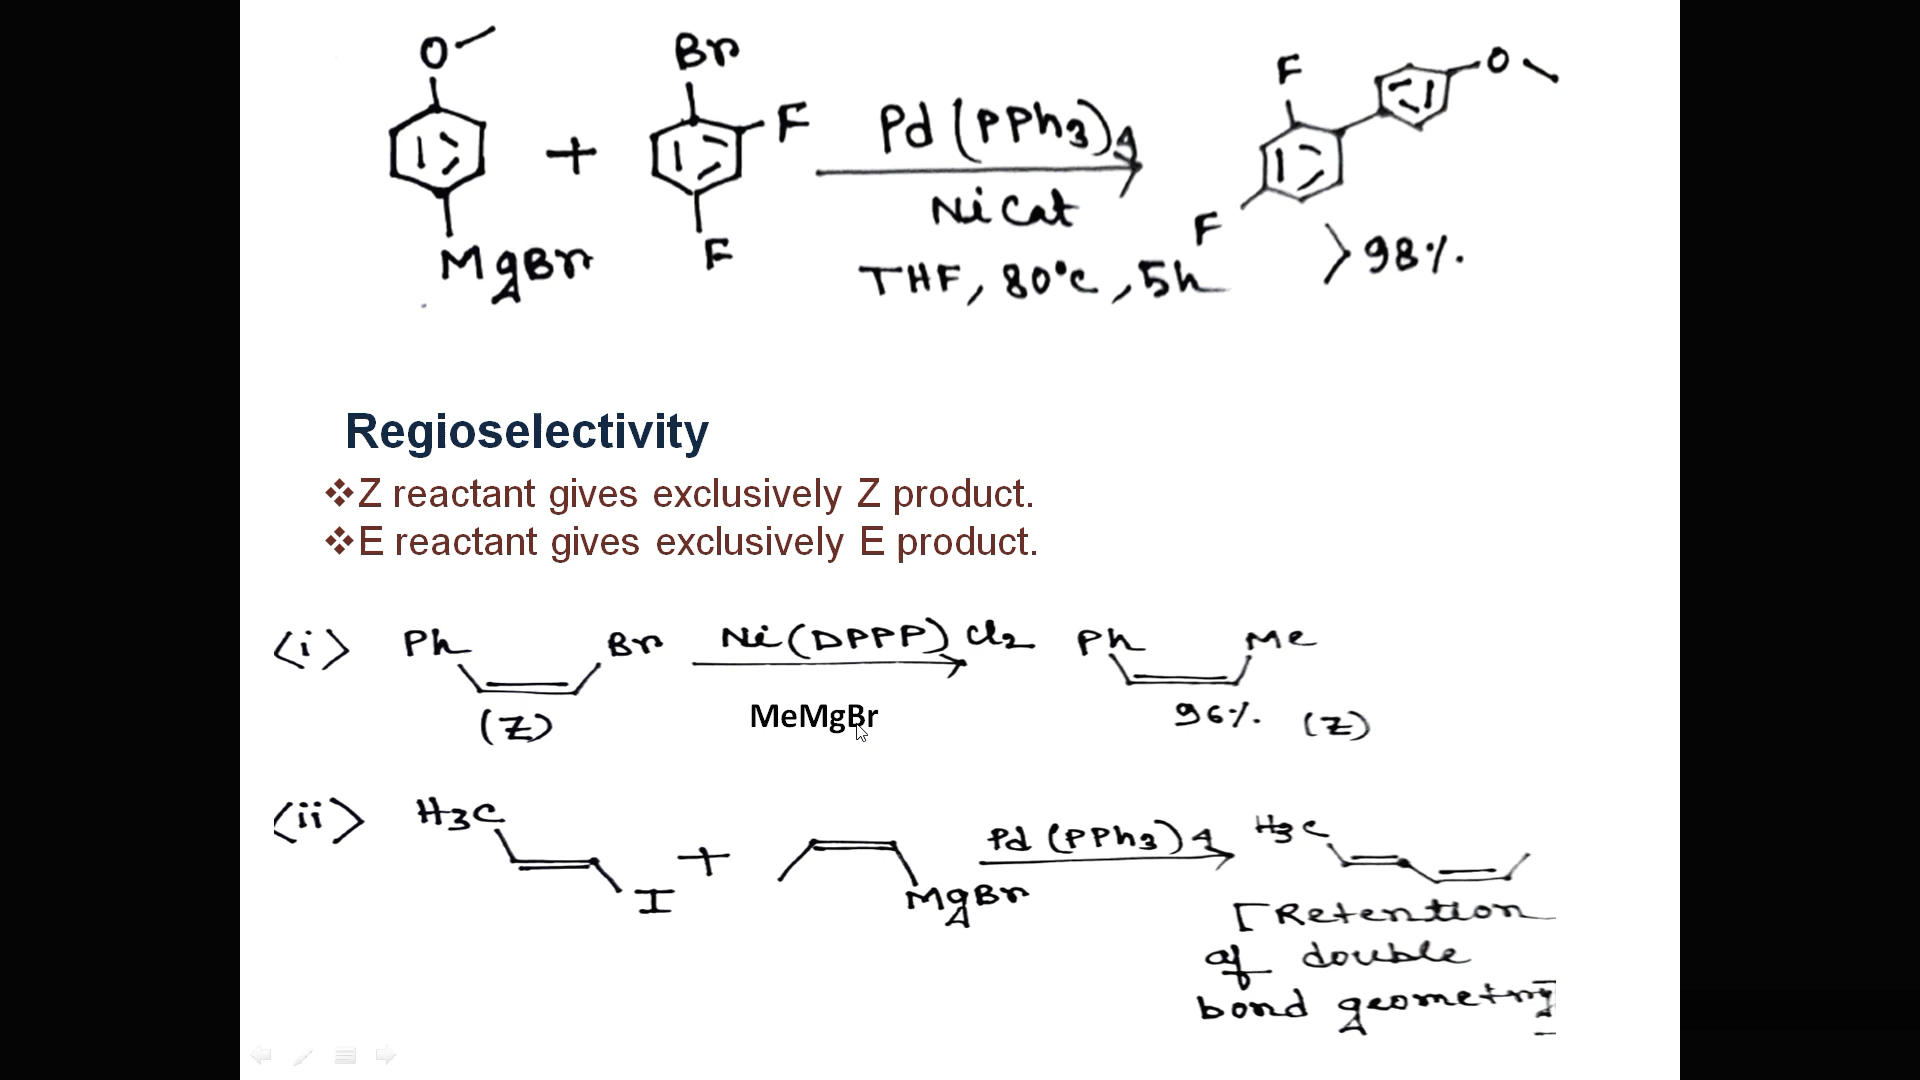 O
Br
F
F
+
MgBr
Pd(PPh3)4
Ni Cat
THF, 80°C, 5h
F
O
F
>98%.
Regioselectivity
❖Z reactant gives exclusively Z product.
❖E reactant gives exclusively E product.
<i> Ph Br Ni(DPPP)Cl2 Ph Me
(Z) MeMgBr 96%. (Z)
<ii> H3C I + MgBr Pd(PPh3)4 H3C
[Retention
of double
bond geometry]